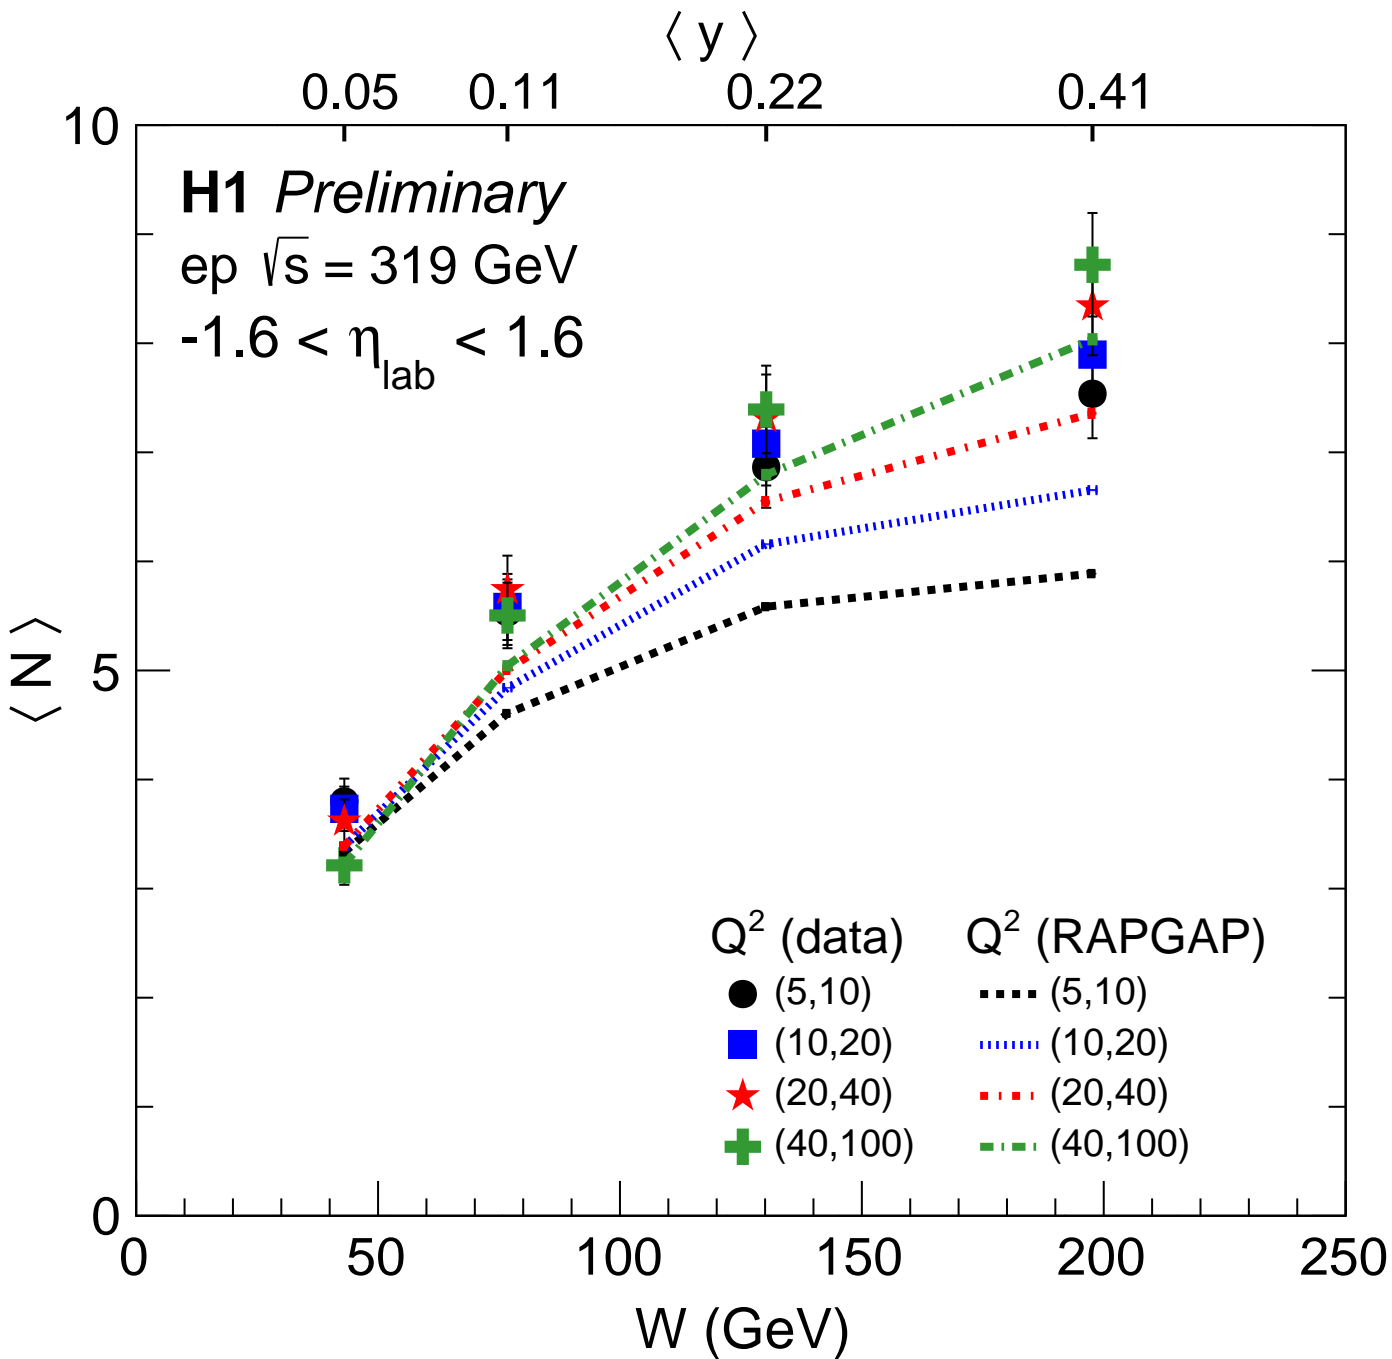 ⟨ y ⟩
0.05 0.11 0.22 0.41
10
H1 Preliminary
ep √s = 319 GeV
-1.6 < η_lab < 1.6
⟨ N ⟩
5
Q² (data) Q² (RAPGAP)
(5,10) (5,10)
(10,20) (10,20)
(20,40) (20,40)
(40,100) (40,100)
0
0 50 100 150 200 250
W (GeV)